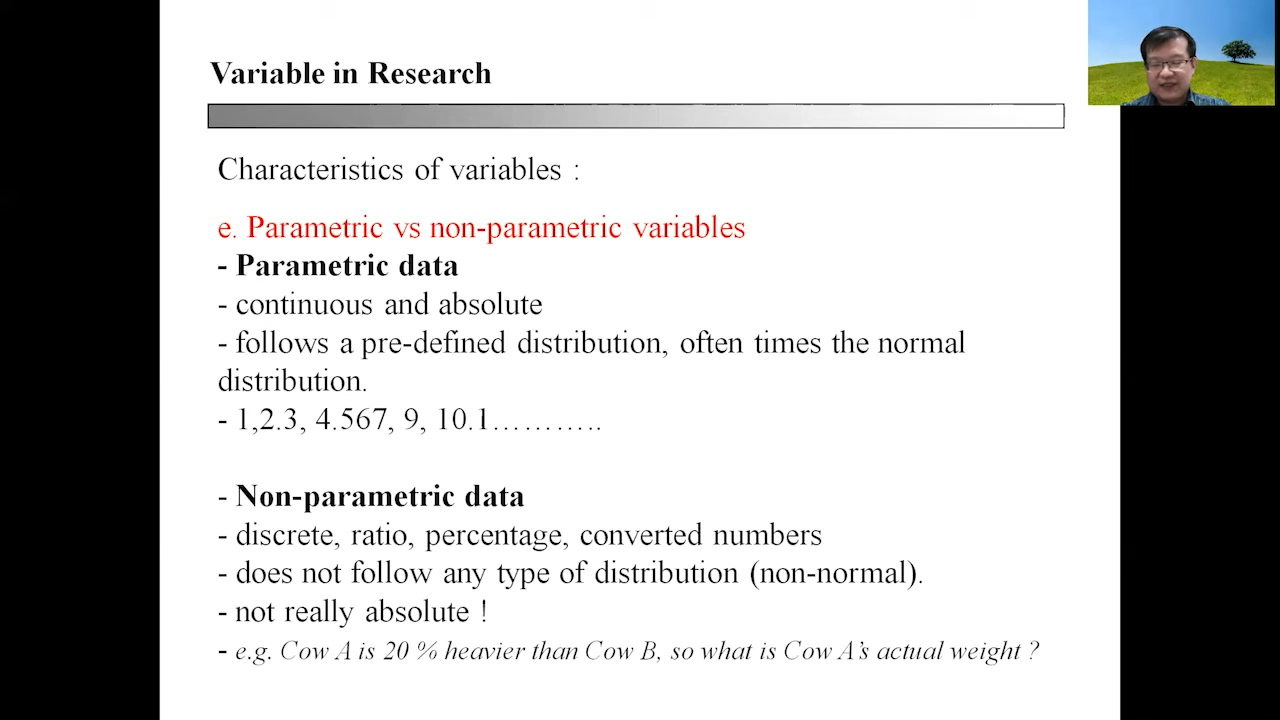 Variable in Research
Characteristics of variables :
e. Parametric vs non-parametric variables
- Parametric data
- continuous and absolute
- follows a pre-defined distribution, often times the normal
distribution.
- 1,2.3, 4.567, 9, 10.1………..
- Non-parametric data
- discrete, ratio, percentage, converted numbers
- does not follow any type of distribution (non-normal).
- not really absolute !
- e.g. Cow A is 20 % heavier than Cow B, so what is Cow A’s actual weight ?